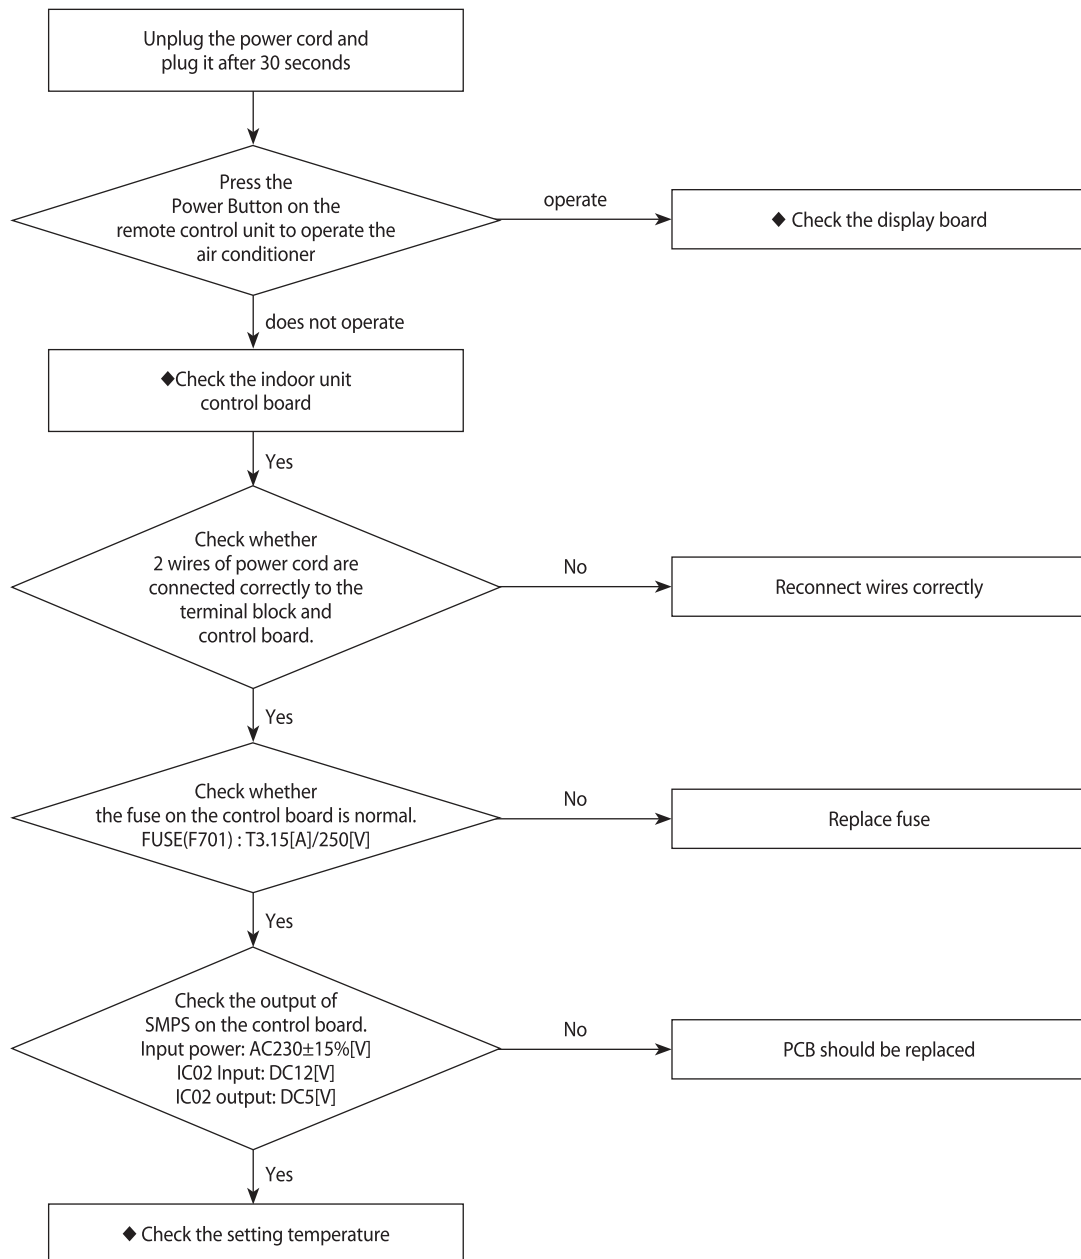 Unplug the power cord and
plug it after 30 seconds
Press the
Power Button on the
remote control unit to operate the
air conditioner
operate
◆ Check the display board
does not operate
◆Check the indoor unit
control board
Yes
Check whether
2 wires of power cord are
connected correctly to the
terminal block and
control board.
No
Reconnect wires correctly
Yes
Check whether
the fuse on the control board is normal.
FUSE(F701) : T3.15[A]/250[V]
No
Replace fuse
Yes
Check the output of
SMPS on the control board.
Input power: AC230±15%[V]
IC02 Input: DC12[V]
IC02 output: DC5[V]
No
PCB should be replaced
Yes
◆ Check the setting temperature